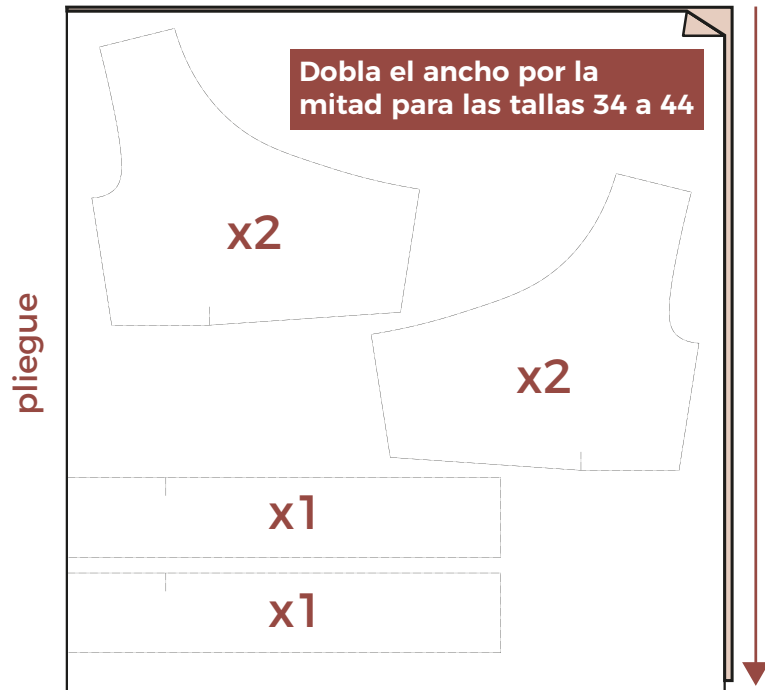 Dobla el ancho por la
mitad para las tallas 34 a 44
x2
x2
pliegue
x1
x1